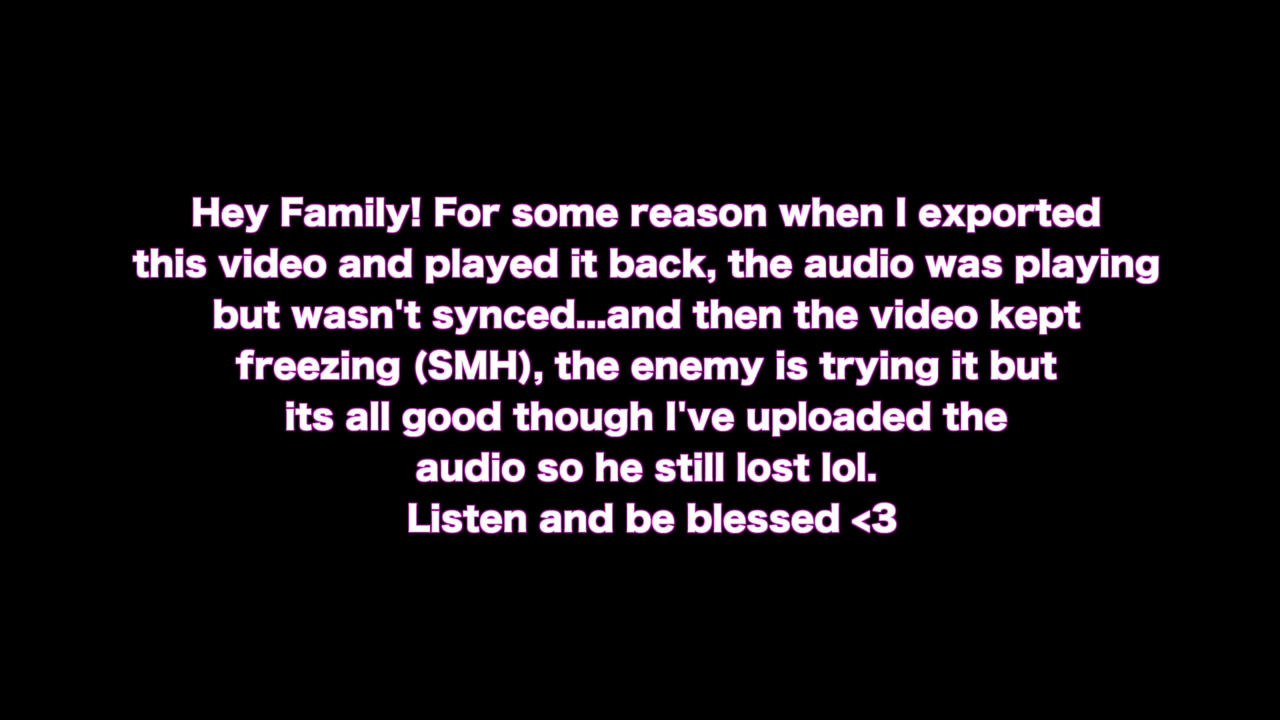 Hey Family! For some reason when I exported
this video and played it back, the audio was playing
but wasn't synced...and then the video kept
freezing (SMH), the enemy is trying it but
its all good though I've uploaded the
audio so he still lost lol.
Listen and be blessed <3